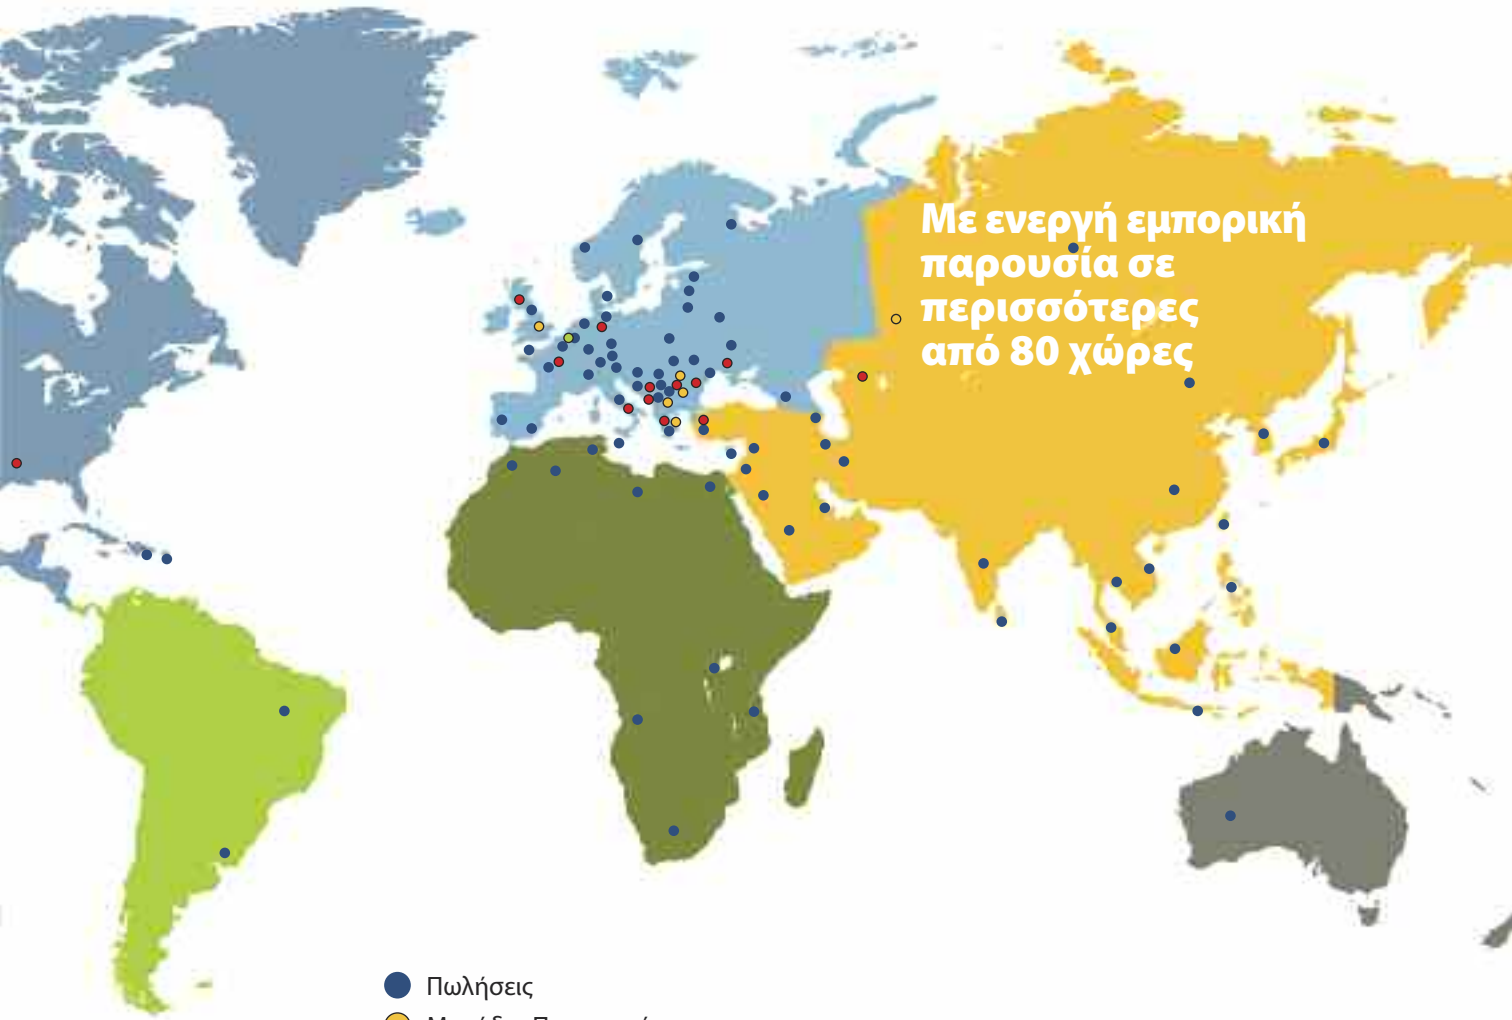 Με ενεργή εμπορική
παρουσία σε
περισσότερες
από 80 χώρες
Πωλήσεις